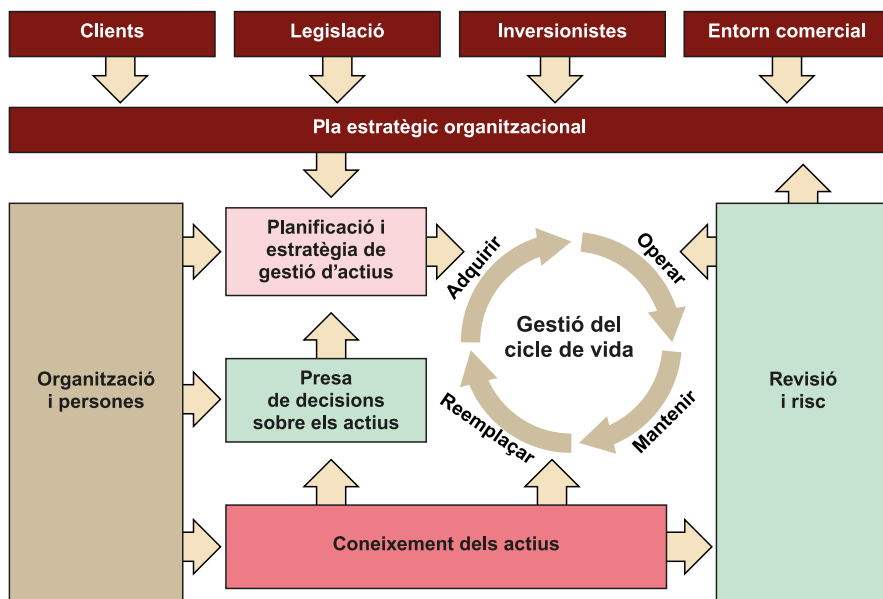 Clients
Legislació
Inversionistes
Entorn comercial
Pla estratègic organitzacional
Planificació i
estratègia de
gestió d'actius
Adquirir
Operar
Gestió del
cicle de vida
Organització
i persones
Presa
de decisions
sobre els actius
Reemplaçar
Mantenir
Revisió
i risc
Coneixement dels actius